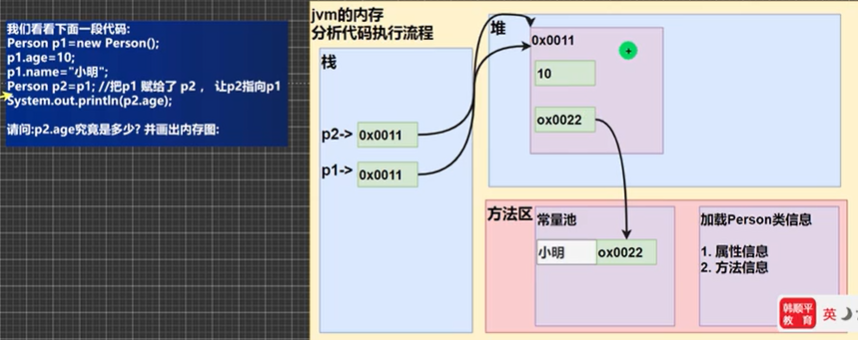 我们看看下面一段代码:
Person p1=new Person();
p1.age=10;
p1.name="小明";
Person p2=p1; //把p1 赋给了 p2 , 让p2指向p1
System.out.println(p2.age);
请问:p2.age究竟是多少? 并画出内存图:
jvm的内存
分析代码执行流程
栈
p2->
0x0011
p1->
0x0011
堆
0x0011
10
ox0022
方法区
常量池
小明
ox0022
加载Person类信息
1. 属性信息
2. 方法信息
韩顺平
教育
英